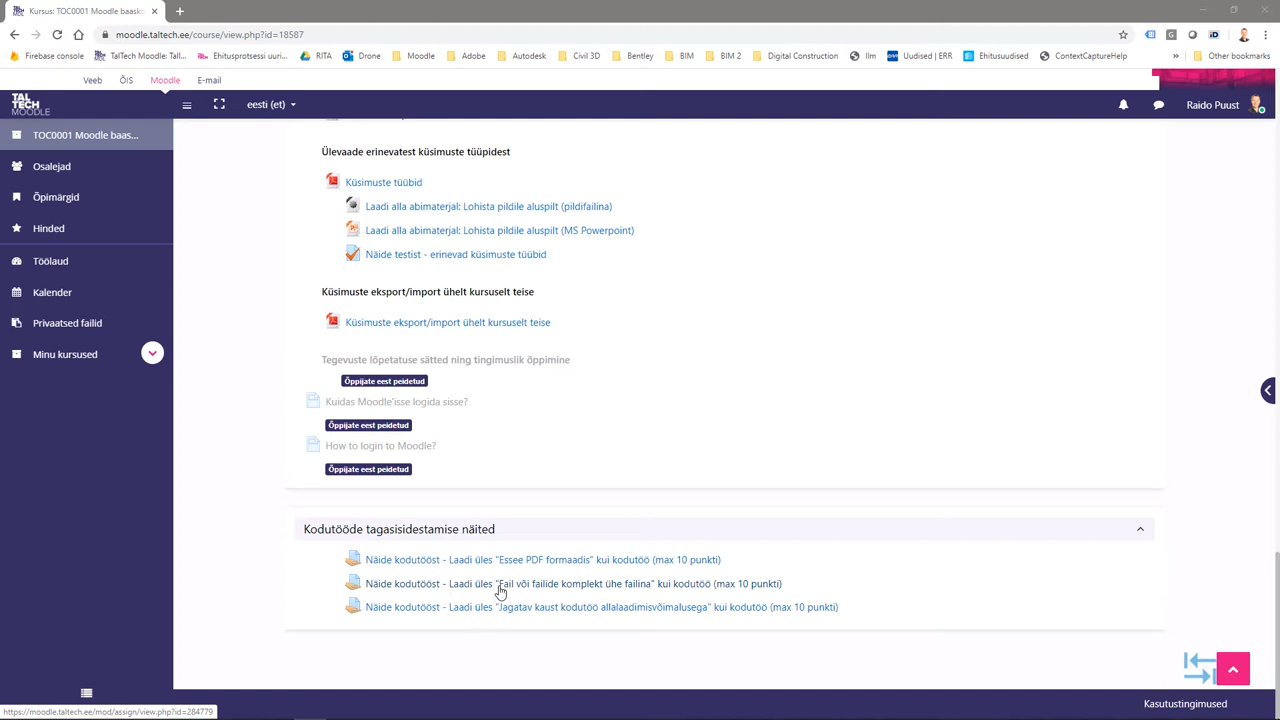 Kursus: TOC0001 Moodle baasko
moodle.taltech.ee/course/view.php?id=18587
Firebase console
TalTech Moodle: Tall...
Ehitusprotsessi uuri...
RITA
Drone
Moodle
Adobe
Autodesk
Civil 3D
Bentley
BIM
BIM 2
Digital Construction
Ilm
Uudised | ERR
Ehitusuudised
ContextCaptureHelp
»
Other bookmarks
Veeb
ÕIS
Moodle
E-mail
TAL
TECH
MOODLE
eesti (et)
Raido Puust
TOC0001 Moodle baas...
Osalejad
Õpimärgid
Hinded
Töölaud
Kalender
Privaatsed failid
Minu kursused
Ülevaade erinevatest küsimuste tüüpidest
Küsimuste tüübid
Laadi alla abimaterjal: Lohista pildile aluspilt (pildifailina)
Laadi alla abimaterjal: Lohista pildile aluspilt (MS Powerpoint)
Näide testist - erinevad küsimuste tüübid
Küsimuste eksport/import ühelt kursuselt teise
Küsimuste eksport/import ühelt kursuselt teise
Tegevuste lõpetatuse sätted ning tingimuslik õppimine
Õppijate eest peidetud
Kuidas Moodle'isse logida sisse?
Õppijate eest peidetud
How to login to Moodle?
Õppijate eest peidetud
Kodutööde tagasisidestamise näited
Näide kodutööst - Laadi üles "Essee PDF formaadis" kui kodutöö (max 10 punkti)
Näide kodutööst - Laadi üles "Fail või failide komplekt ühe failina" kui kodutöö (max 10 punkti)
Näide kodutööst - Laadi üles "Jagatav kaust kodutöö allalaadimisvõimalusega" kui kodutöö (max 10 punkti)
Kasutustingimused
https://moodle.taltech.ee/mod/assign/view.php?id=284779